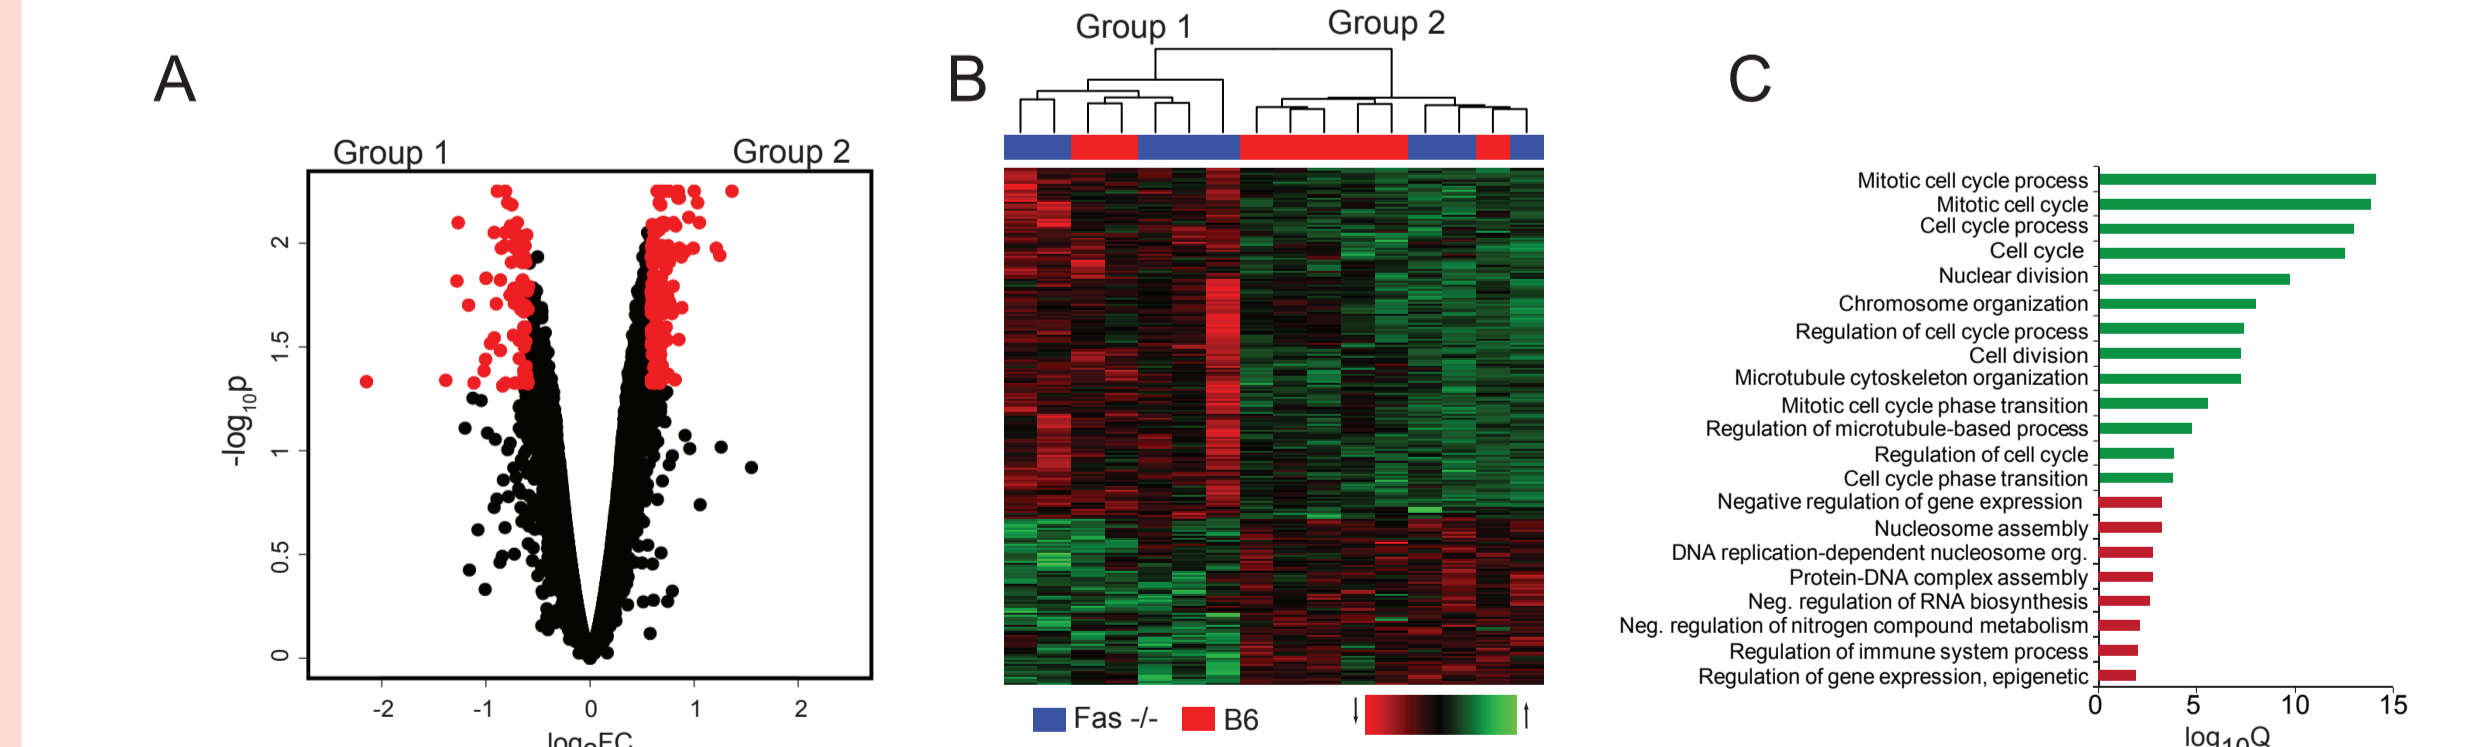 A
Group 1
Group 2
-log10p
2
1.5
1
0.5
0
-2
-1
0
1
2
log2FC
B
Group 1
Group 2
Fas -/-
B6
↓
↑
C
Mitotic cell cycle process
Mitotic cell cycle
Cell cycle process
Cell cycle
Nuclear division
Chromosome organization
Regulation of cell cycle process
Cell division
Microtubule cytoskeleton organization
Mitotic cell cycle phase transition
Regulation of microtubule-based process
Regulation of cell cycle
Cell cycle phase transition
Negative regulation of gene expression
Nucleosome assembly
DNA replication-dependent nucleosome org.
Protein-DNA complex assembly
Neg. regulation of RNA biosynthesis
Neg. regulation of nitrogen compound metabolism
Regulation of immune system process
Regulation of gene expression, epigenetic
0
5
10
15
log10Q